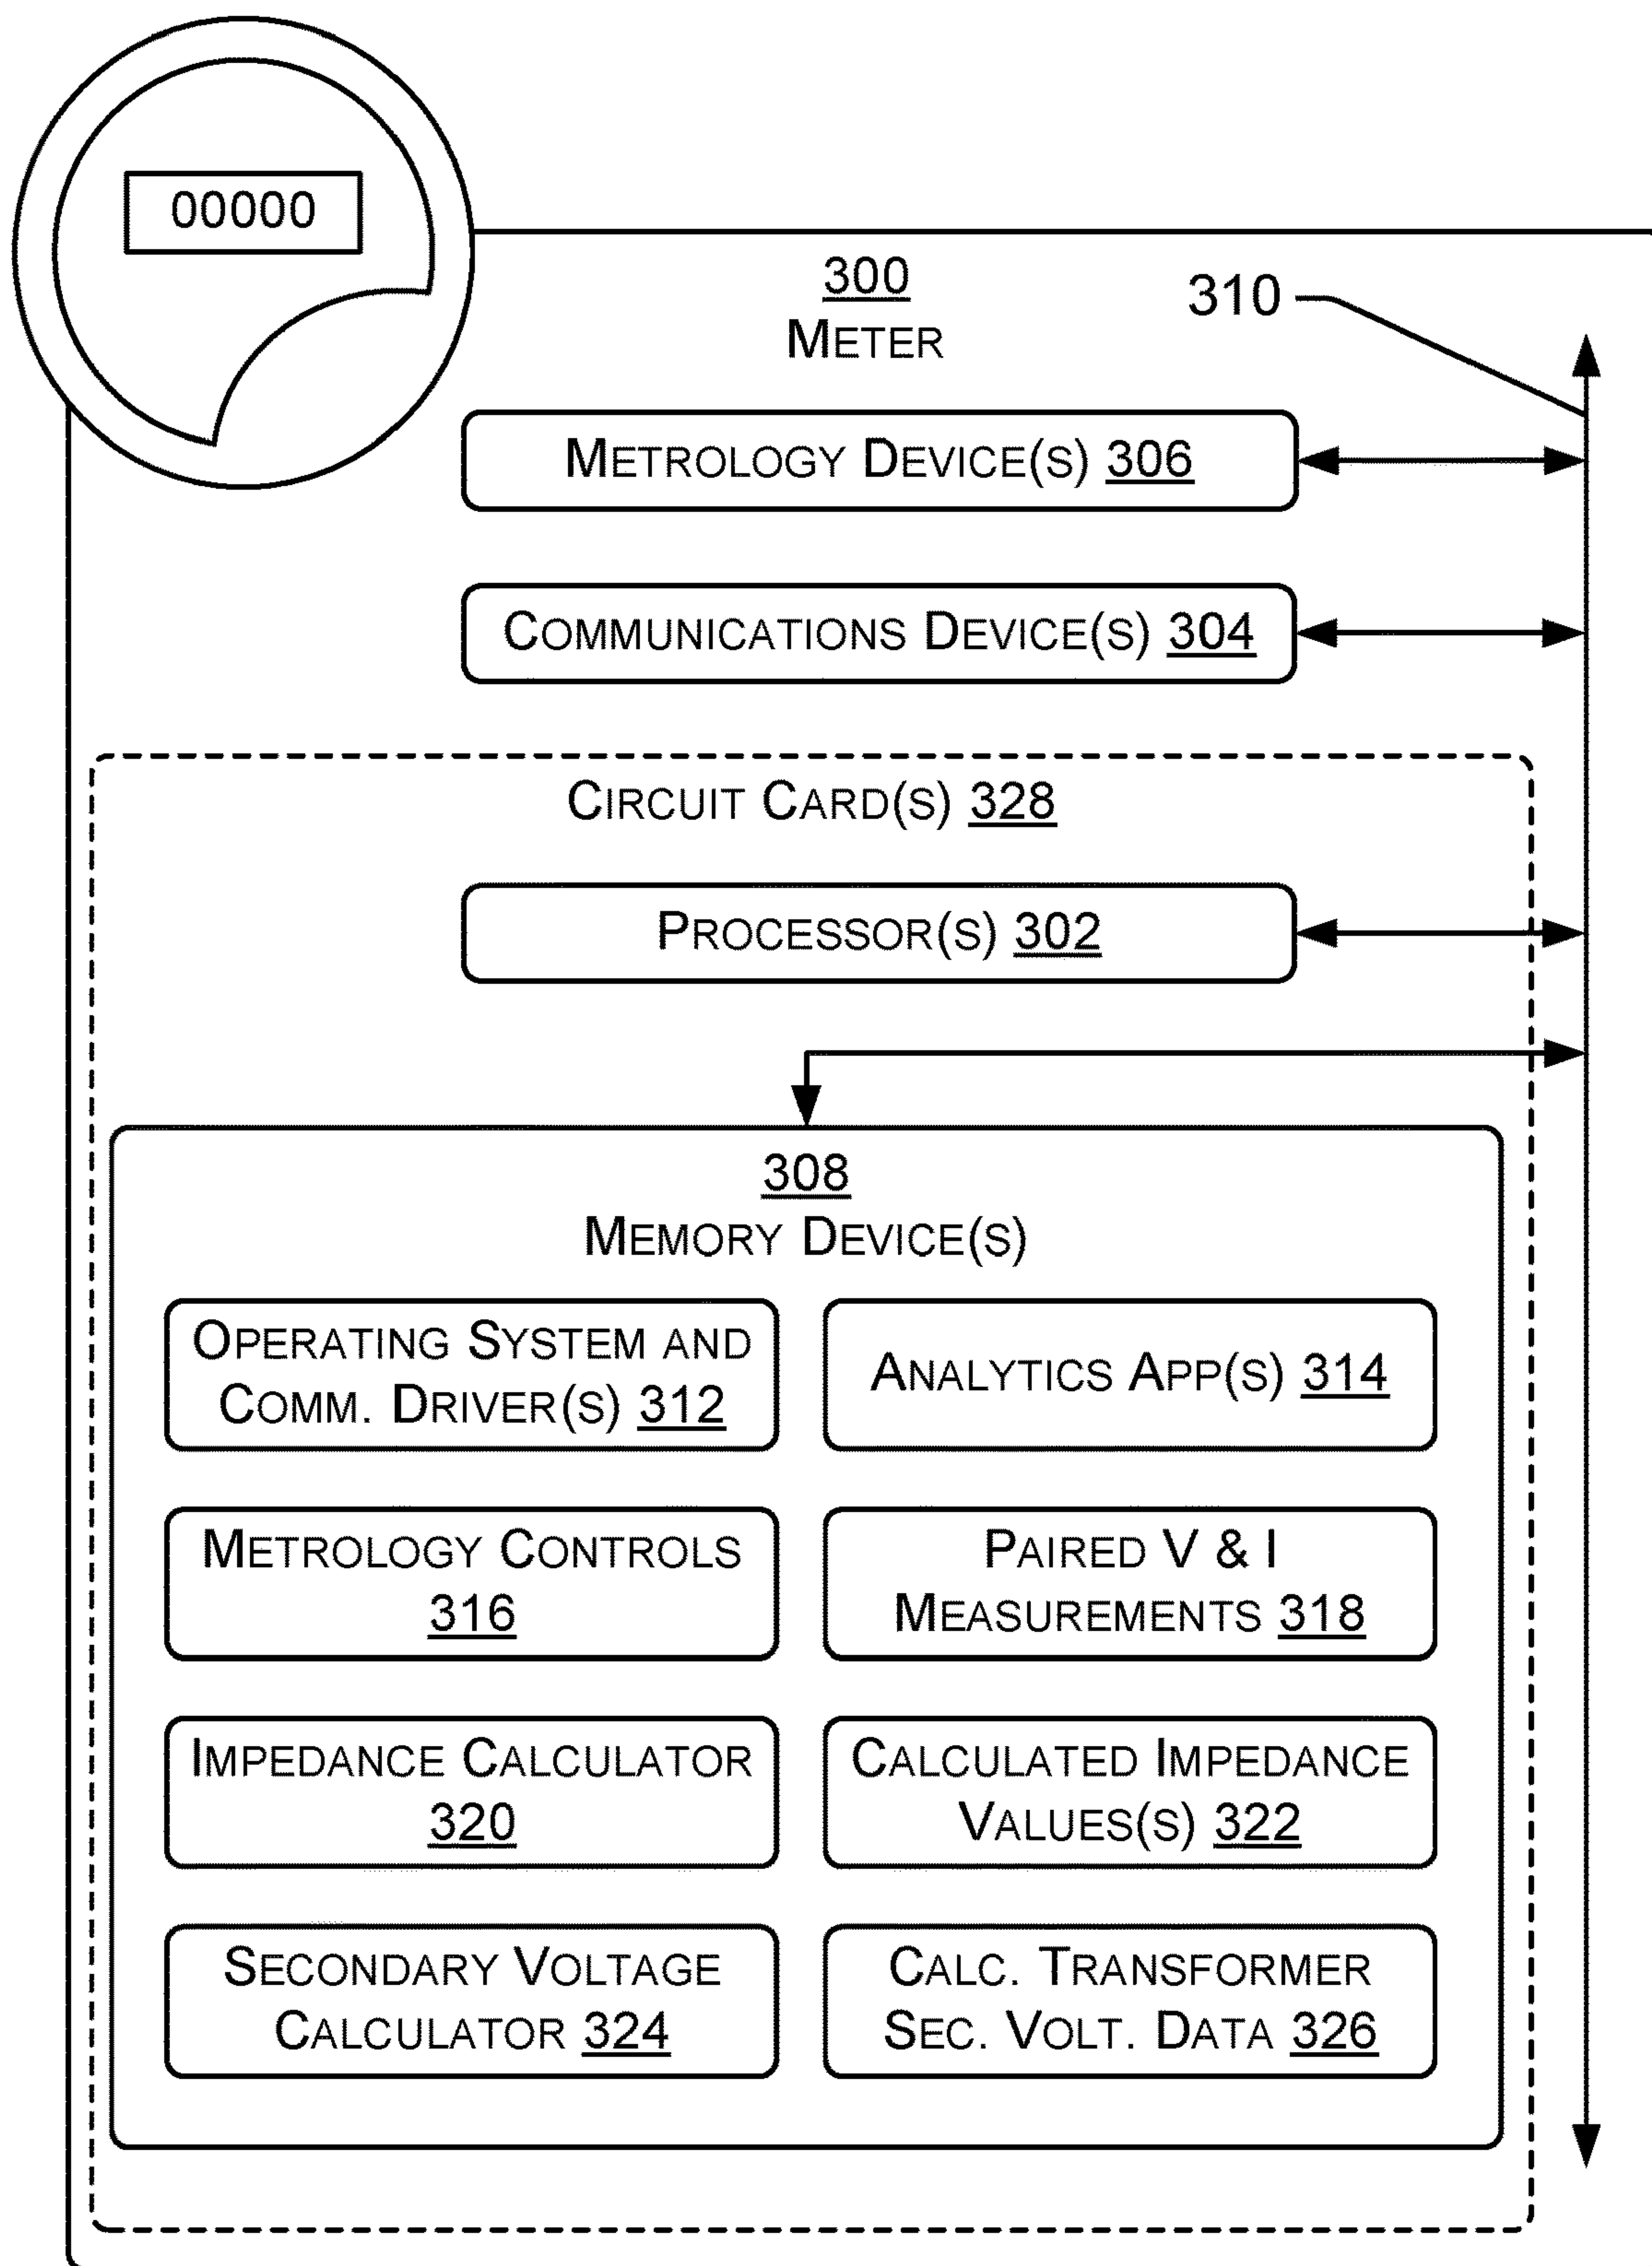 00000
300
METER
310
METROLOGY DEVICE(S) 306
COMMUNICATIONS DEVICE(S) 304
CIRCUIT CARD(S) 328
PROCESSOR(S) 302
308
MEMORY DEVICE(S)
OPERATING SYSTEM AND
COMM. DRIVER(S) 312
ANALYTICS APP(S) 314
METROLOGY CONTROLS
316
PAIRED V & I
MEASUREMENTS 318
IMPEDANCE CALCULATOR
320
CALCULATED IMPEDANCE
VALUES(S) 322
SECONDARY VOLTAGE
CALCULATOR 324
CALC. TRANSFORMER
SEC. VOLT. DATA 326